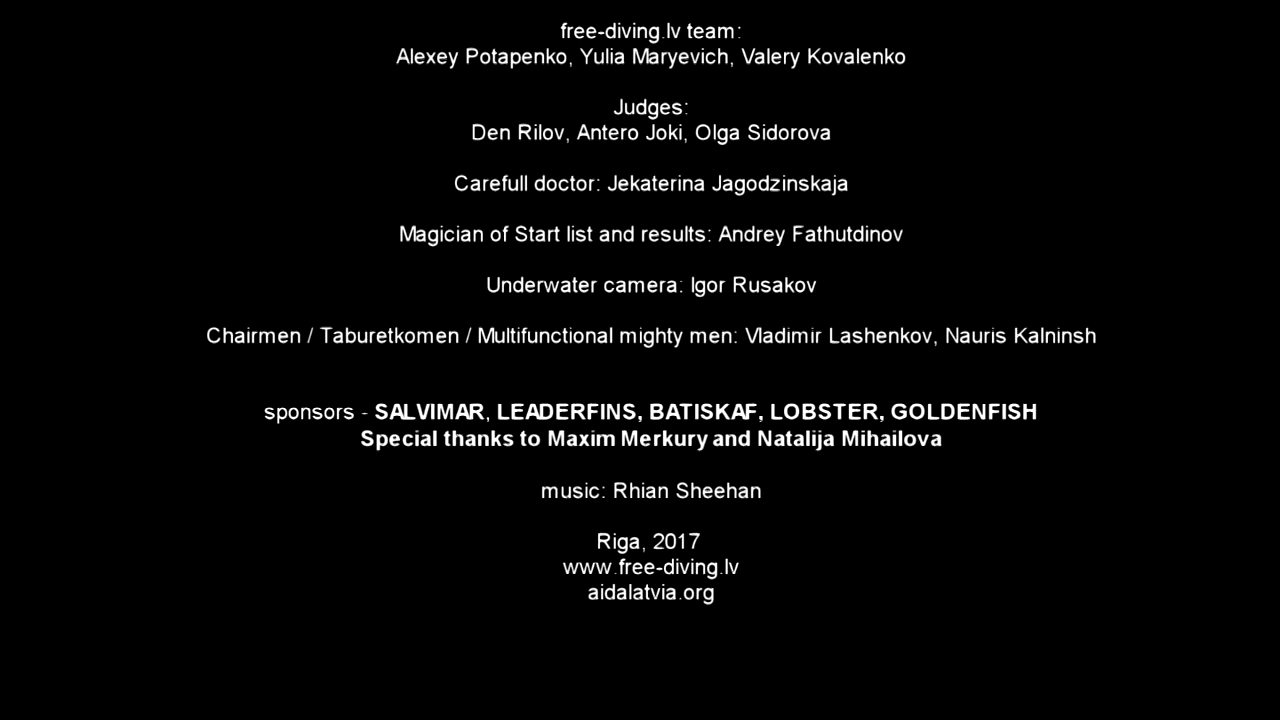 free-diving.lv team:
Alexey Potapenko, Yulia Maryevich, Valery Kovalenko
Judges:
Den Rilov, Antero Joki, Olga Sidorova
Carefull doctor: Jekaterina Jagodzinskaja
Magician of Start list and results: Andrey Fathutdinov
Underwater camera: Igor Rusakov
Chairmen / Taburetkomen / Multifunctional mighty men: Vladimir Lashenkov, Nauris Kalninsh
sponsors - SALVIMAR, LEADERFINS, BATISKAF, LOBSTER, GOLDENFISH
Special thanks to Maxim Merkury and Natalija Mihailova
music: Rhian Sheehan
Riga, 2017
www.free-diving.lv
aidalatvia.org